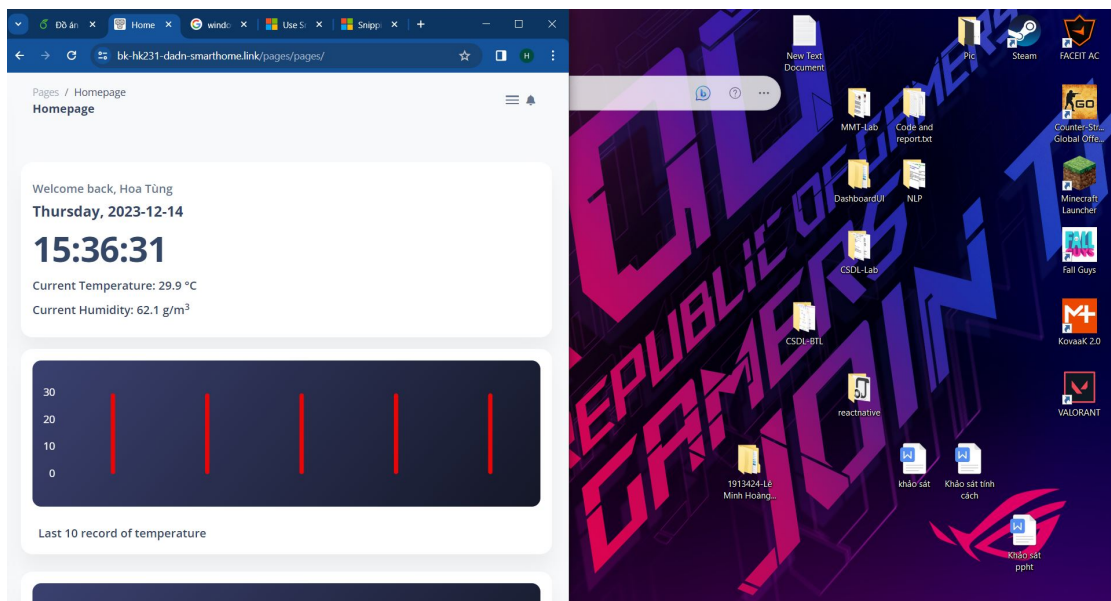 Đồ án
Home
windo
Use Sı
Snipp
bk-hk231-dadn-smarthome.link/pages/pages/
H
Pages / Homepage
Homepage
Welcome back, Hoa Tùng
Thursday, 2023-12-14
15:36:31
Current Temperature: 29.9 °C
Current Humidity: 62.1 g/m³
30
20
10
0
Last 10 record of temperature
New Text
Document
Pic
Steam
FACEIT AC
MMT-Lab
Code and
report.txt
GO
Counter-Str...
Global Offe...
DashboardUI
NLP
Minecraft
Launcher
CSDL-Lab
FALL
Fall Guys
CSDL-BTL
KovaaK 2.0
reactnative
VALORANT
1913424-Lê
Minh Hoàng...
khảo sát
Khảo sát tính
cách
Khảo sát
ppht
REPUBLIC OF GAMERS
JOIN T